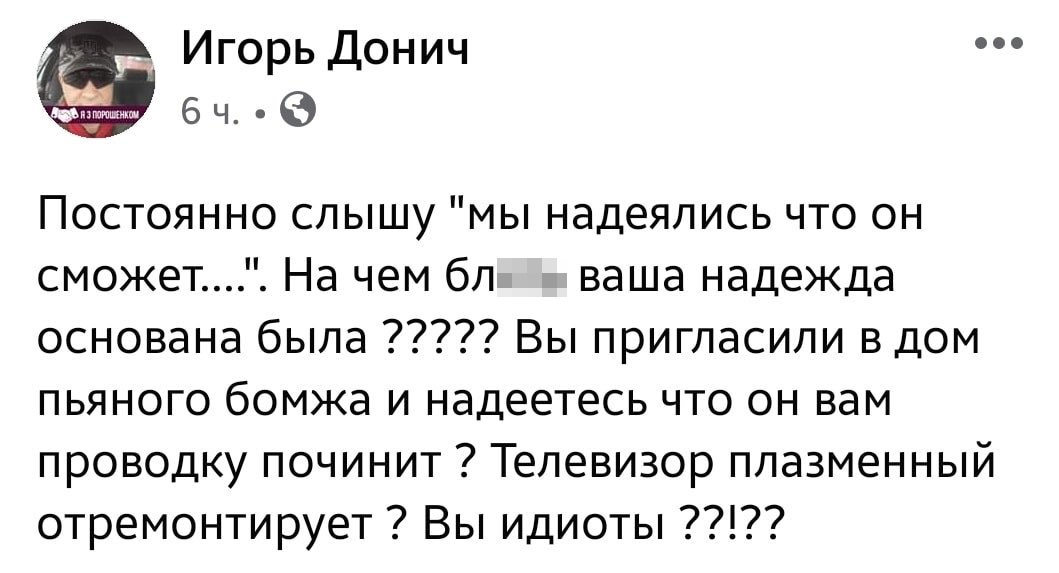 Игорь Донич
6 ч.
Я З ПОРОШЕНКОМ
Постоянно слышу "мы надеялись что он
сможет....". На чем бл ваша надежда
основана была ????? Вы пригласили в дом
пьяного бомжа и надеетесь что он вам
проводку починит ? Телевизор плазменный
отремонтирует ? Вы идиоты ??!??